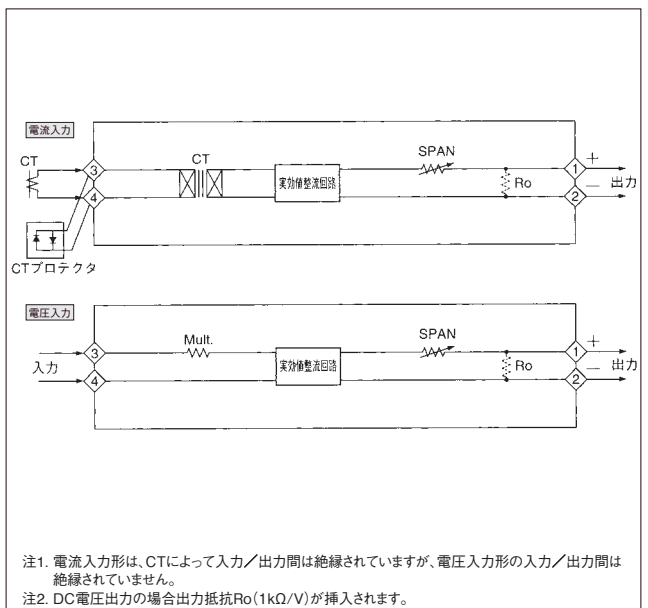 電流入力
CT
3
4
CTプロテクタ
CT
実効値整流回路
SPAN
Ro
1
+
2
−
出力
電圧入力
入力
3
4
Mult.
実効値整流回路
SPAN
Ro
1
+
2
−
出力
注1. 電流入力形は、CTによって入力／出力間は絶縁されていますが、電圧入力形の入力／出力間は
絶縁されていません。
注2. DC電圧出力の場合出力抵抗Ro(1kΩ/V)が挿入されます。